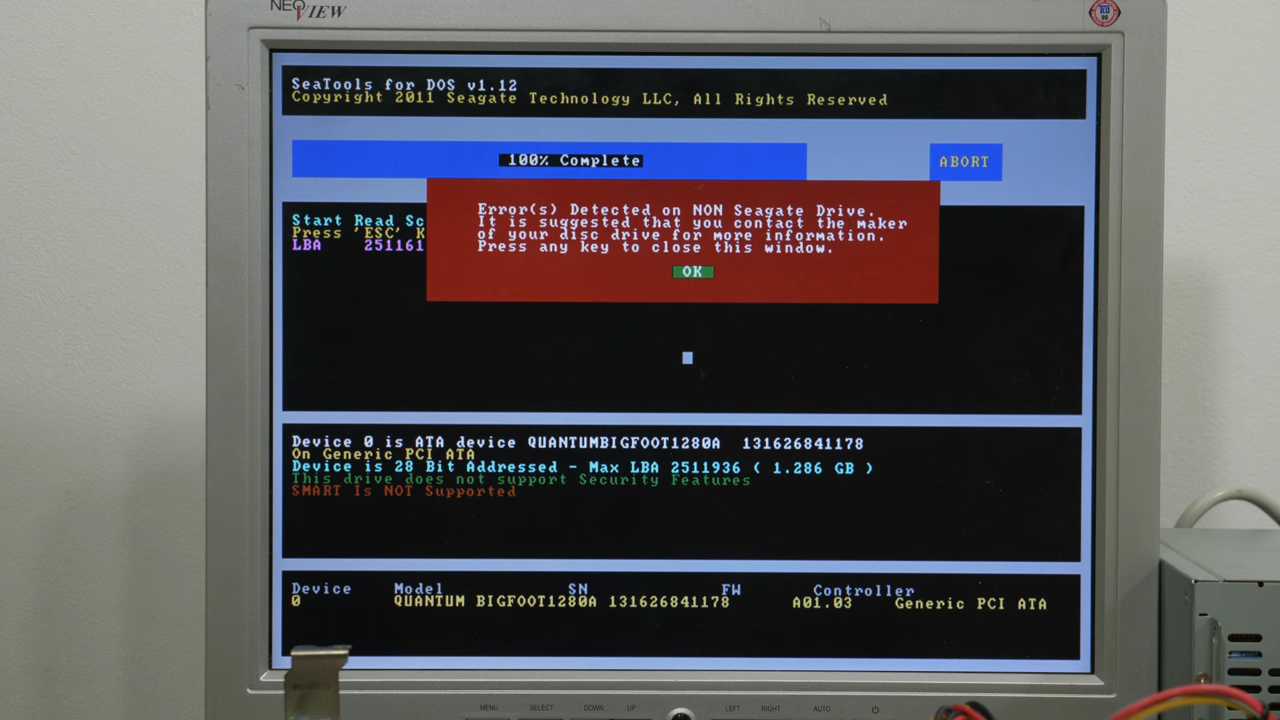 NEOVIEW
SeaTools for DOS v1.12
Copyright 2011 Seagate Technology LLC, All Rights Reserved
100% Complete
ABORT
Error(s) Detected on NON Seagate Drive.
It is suggested that you contact the maker
of your disc drive for more information.
Press any key to close this window.
OK
Start Read Sc
Press 'ESC' K
LBA 251161
Device 0 is ATA device QUANTUMBIGFOOT1280A 131626841178
On Generic PCI ATA
Device is 28 Bit Addressed - Max LBA 2511936 ( 1.286 GB )
This drive does not support Security Features
SMART Is NOT Supported
Device Model SN FW Controller
0 QUANTUM BIGFOOT1280A 131626841178 A01.03 Generic PCI ATA
MENU SELECT DOWN UP LEFT RIGHT AUTO